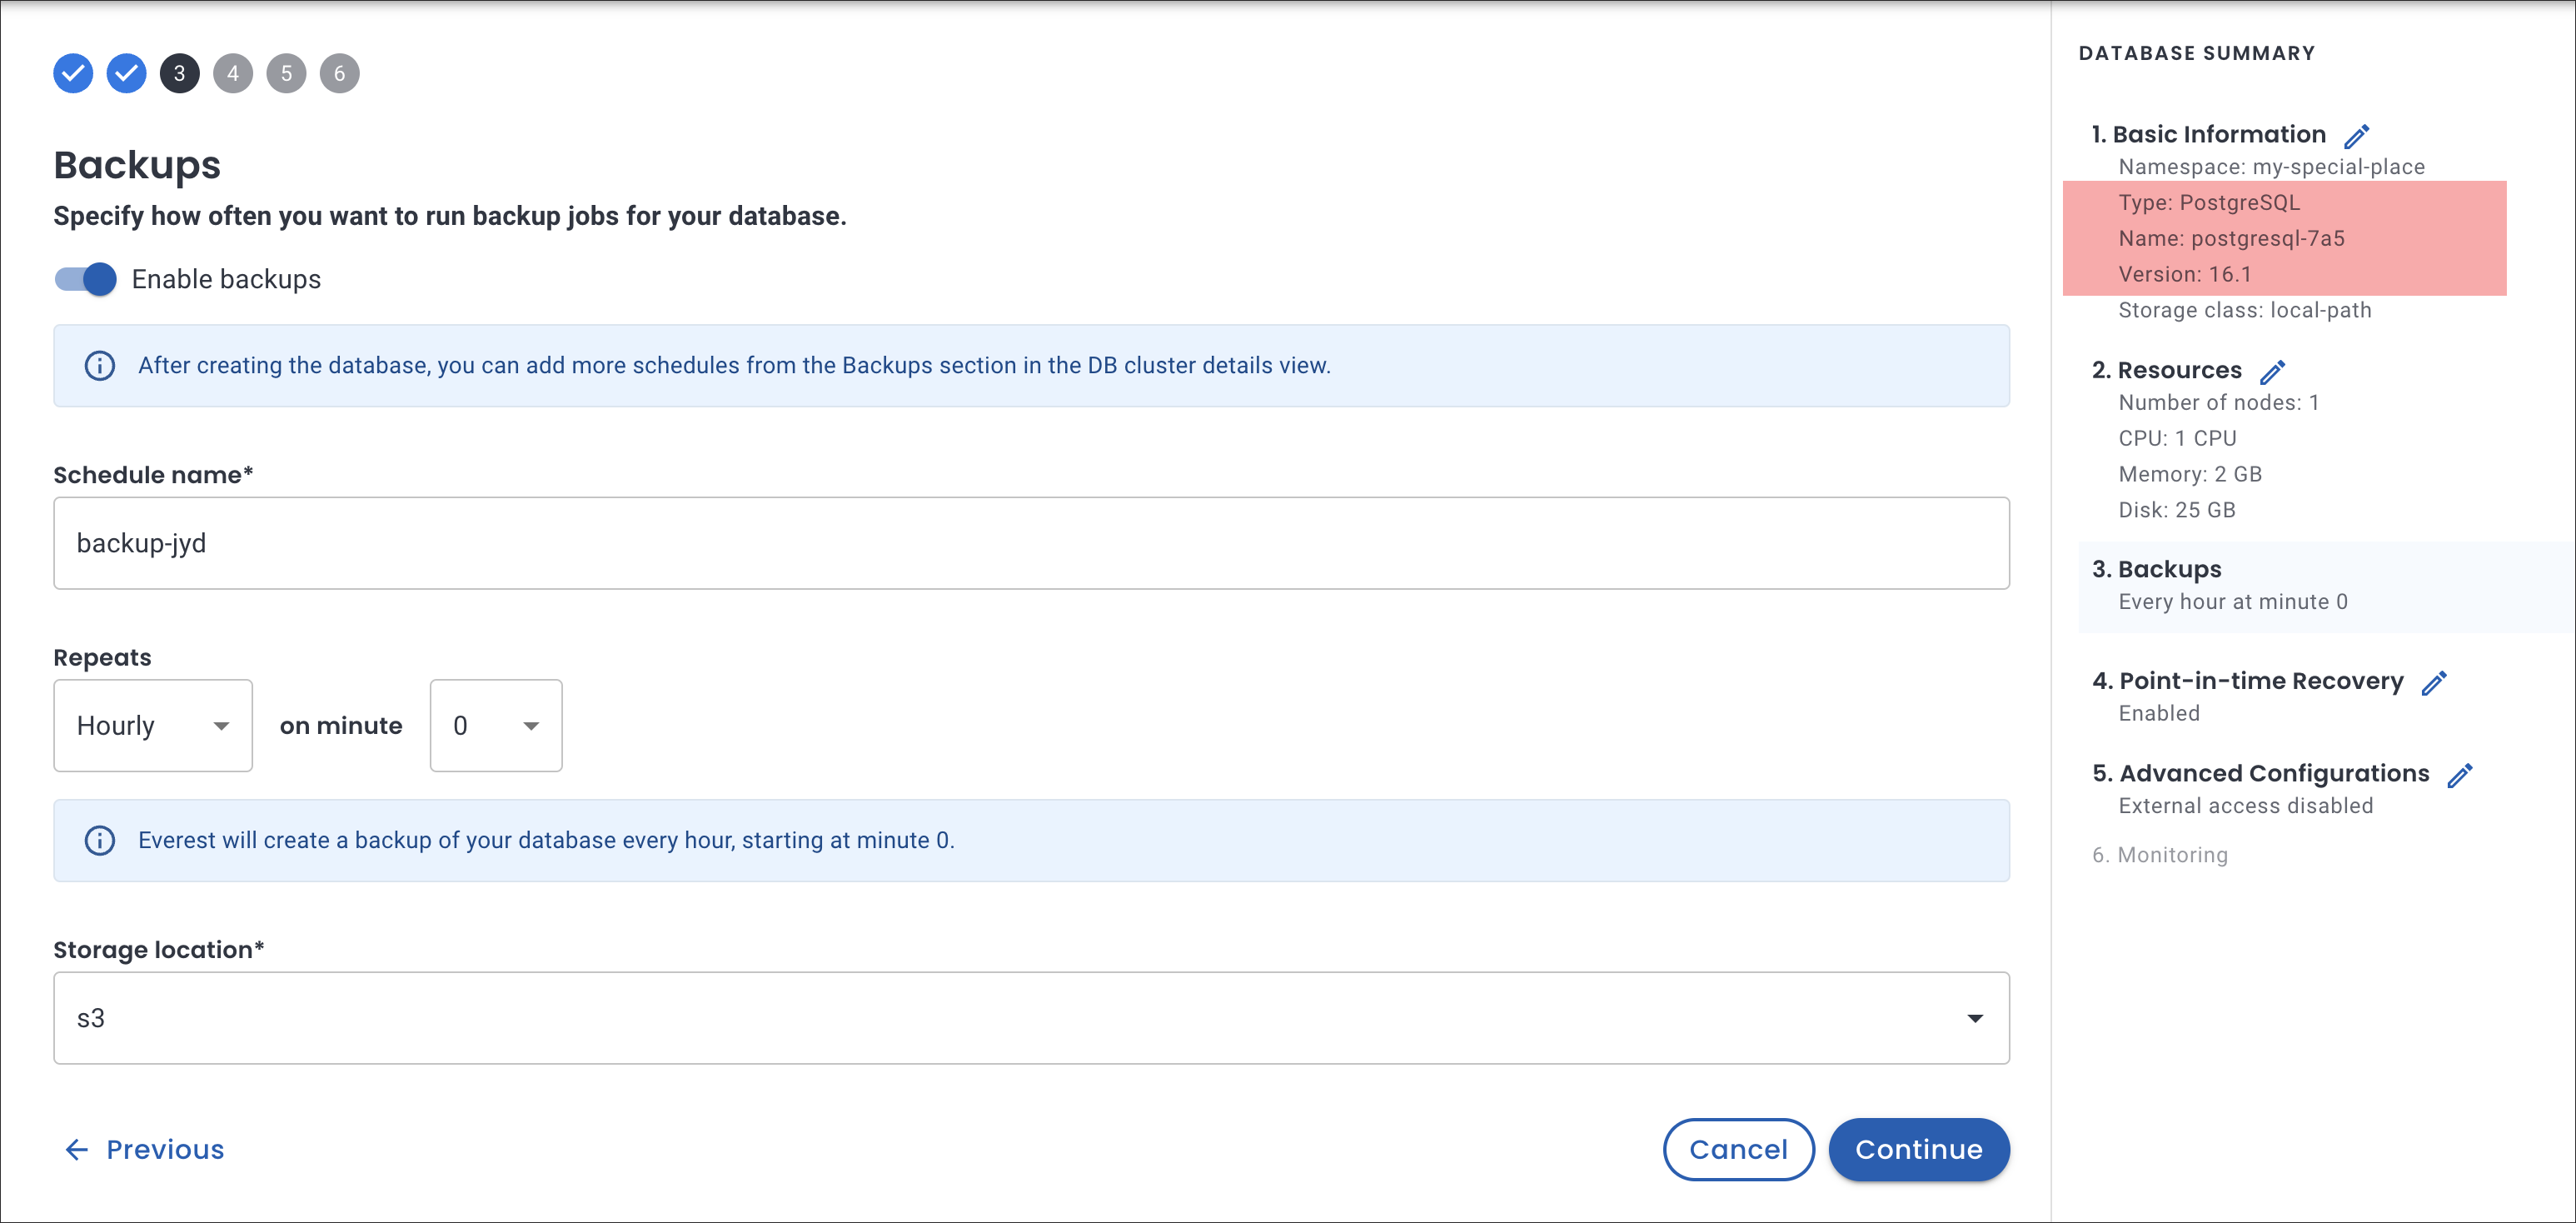 3 4 5 6
Backups
Specify how often you want to run backup jobs for your database.
Enable backups
After creating the database, you can add more schedules from the Backups section in the DB cluster details view.
Schedule name*
backup-jyd
Repeats
Hourly on minute 0
Everest will create a backup of your database every hour, starting at minute 0.
Storage location*
s3
Previous
Cancel
Continue
DATABASE SUMMARY
1. Basic Information
Namespace: my-special-place
Type: PostgreSQL
Name: postgresql-7a5
Version: 16.1
Storage class: local-path
2. Resources
Number of nodes: 1
CPU: 1 CPU
Memory: 2 GB
Disk: 25 GB
3. Backups
Every hour at minute 0
4. Point-in-time Recovery
Enabled
5. Advanced Configurations
External access disabled
6. Monitoring